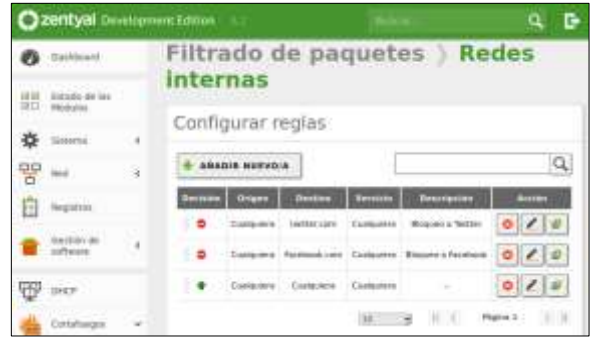 zentyal Development Edition
Buscar...
Dashboard
Estado de los
Módulos
Sistema
Red
Registros
Gestión de
software
DHCP
Cortafuegos
Filtrado de paquetes ⟩ Redes
internas
Configurar reglas
+ AÑADIR NUEVO/A
Decisión Origen Destino Servicio Descripción Acción
Cualquiera twitter.com Cualquiera Bloqueo a Twitter
Cualquiera Facebook.com Cualquiera Bloqueo a Facebook
Cualquiera Cualquiera Cualquiera -
10
Página 1